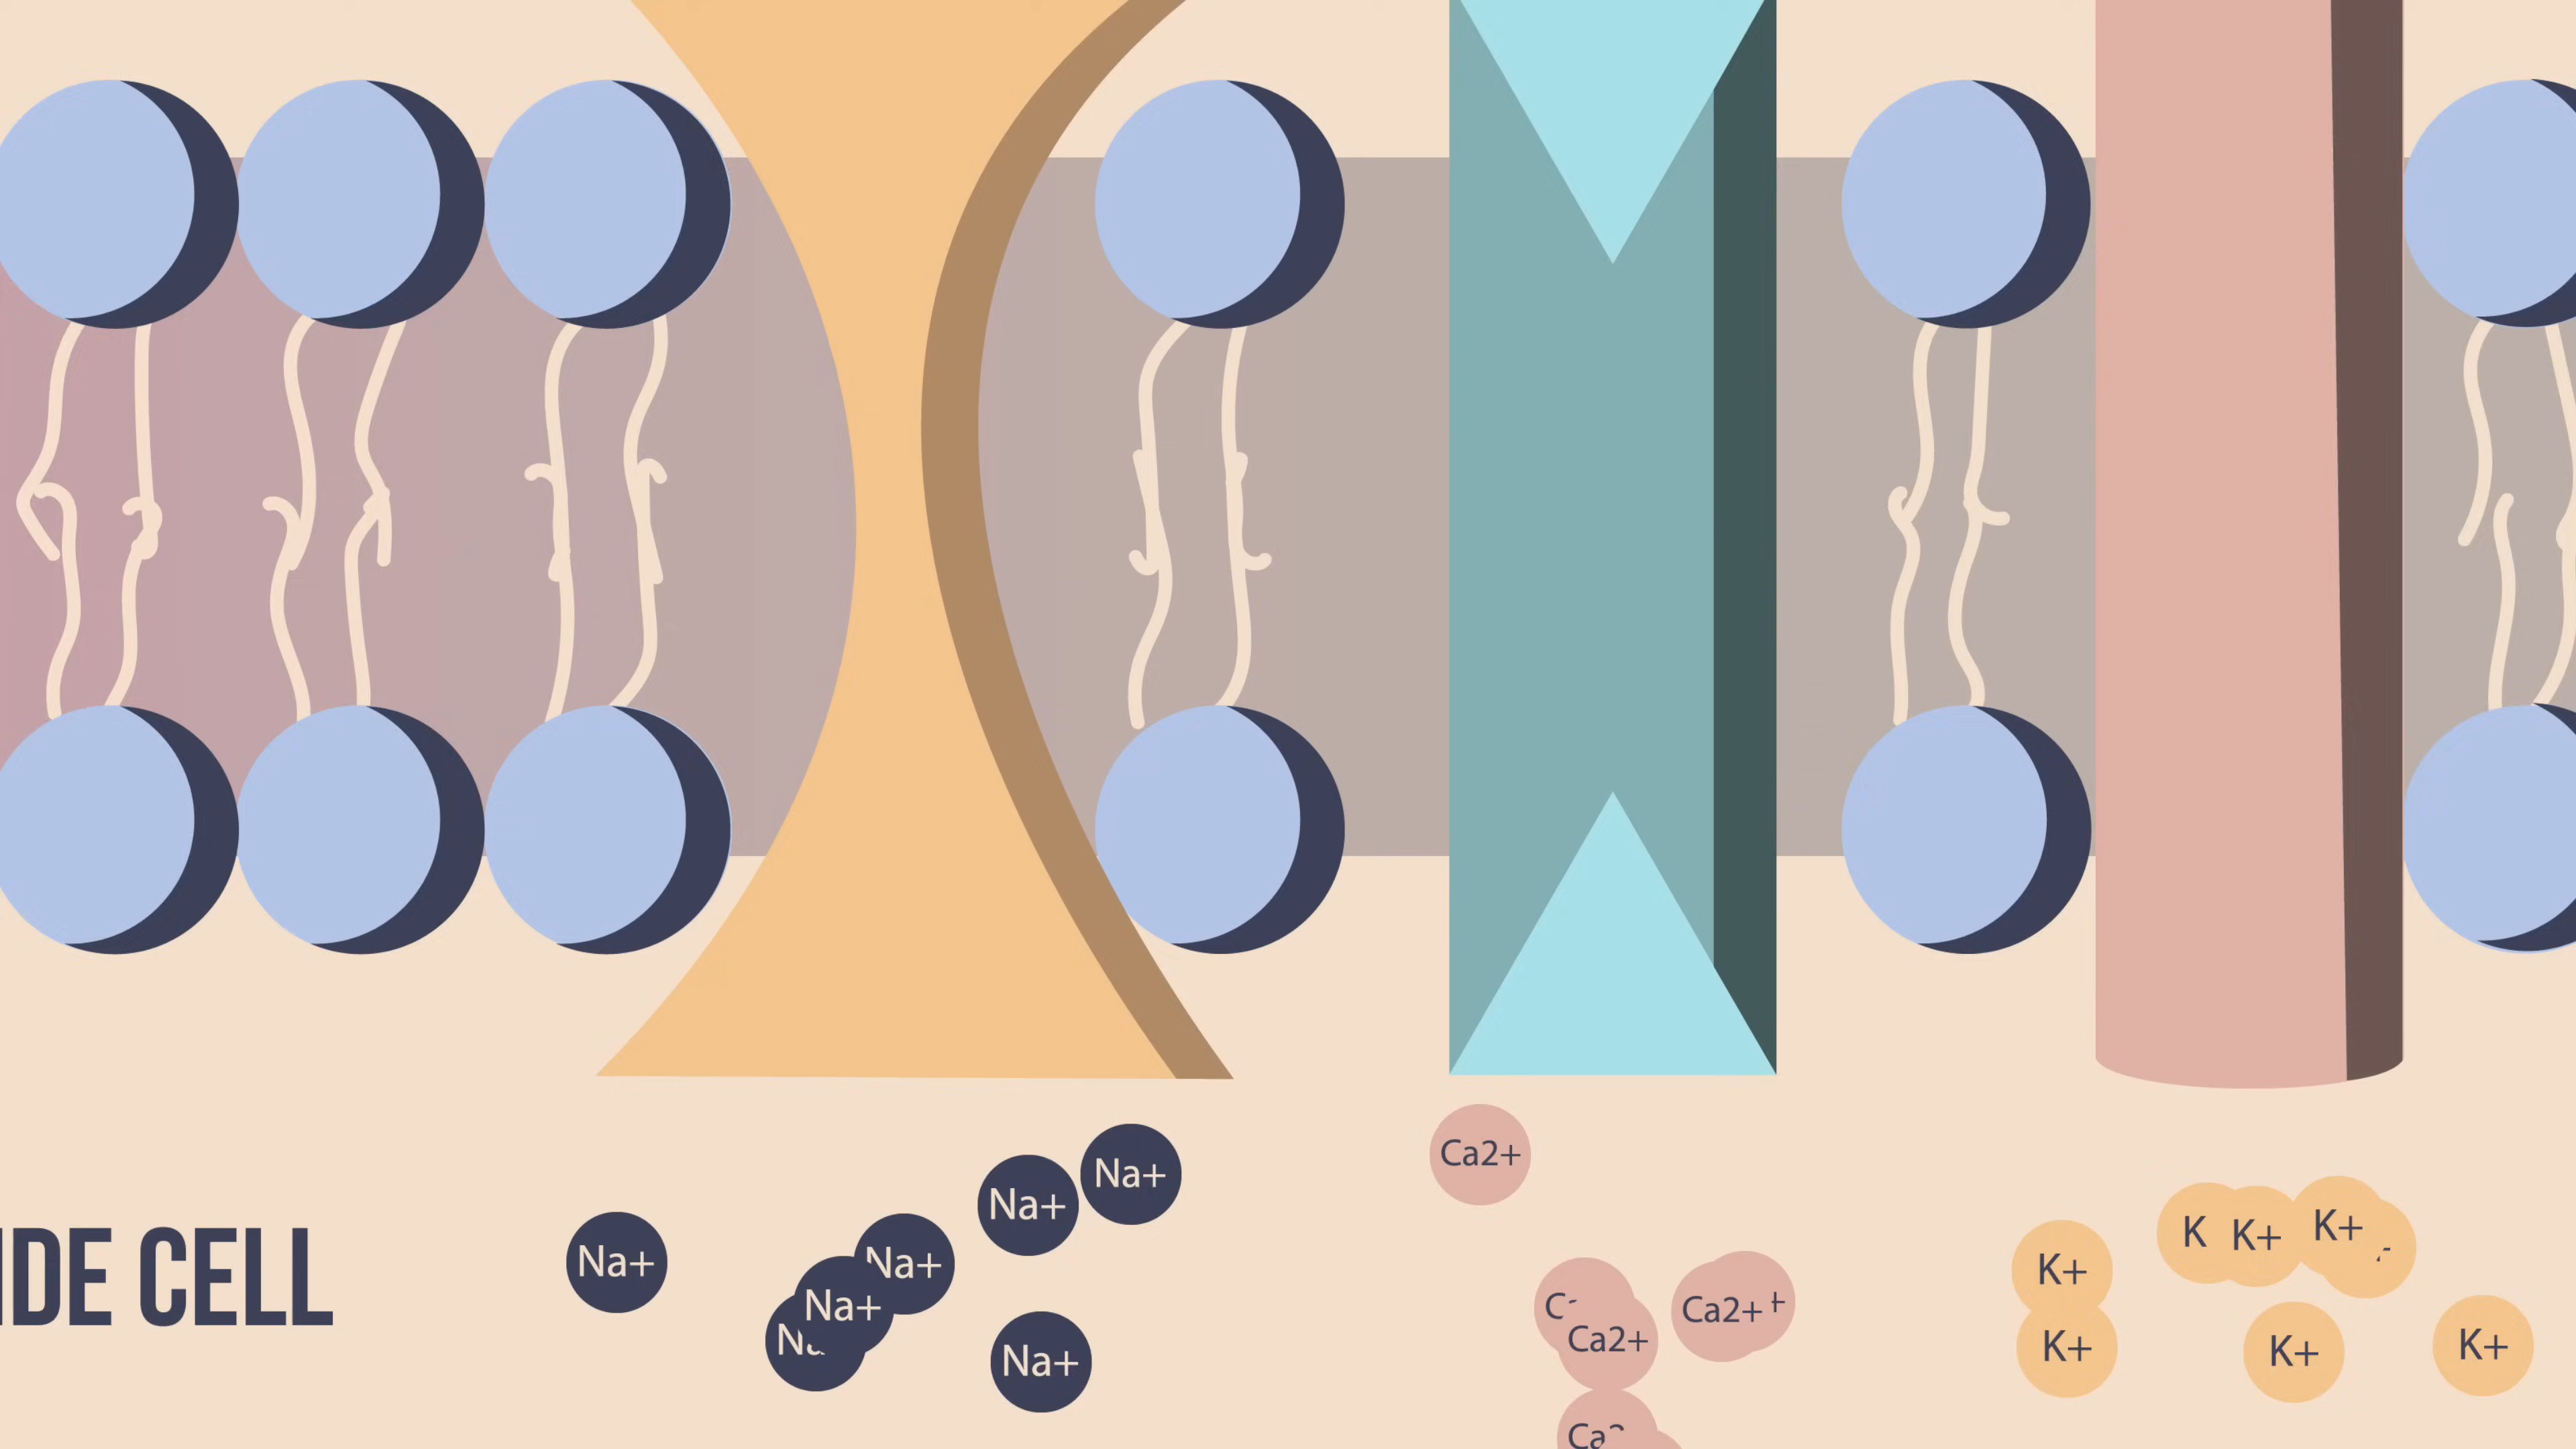 Ca2+
Na+
Na+
Na+
Na+
Na+
Na+
IDE CELL
Ca2+
Ca2+
K
K+
K+
K+
K+
K+
K+